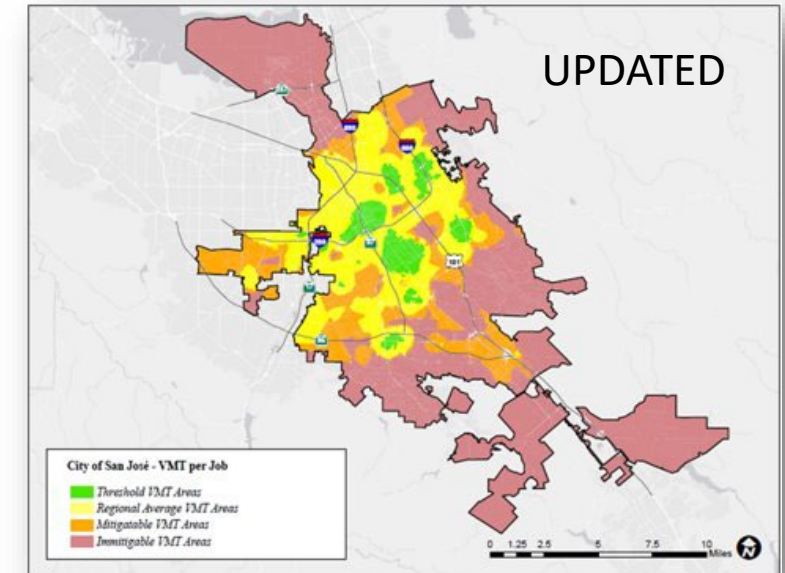 UPDATED
101
City of San José - VMT per Job
Threshold VMT Areas
Regional Average VMT Areas
Mitigatable VMT Areas
Immitigable VMT Areas
0 1.25 2.5 5 7.5 10
Miles